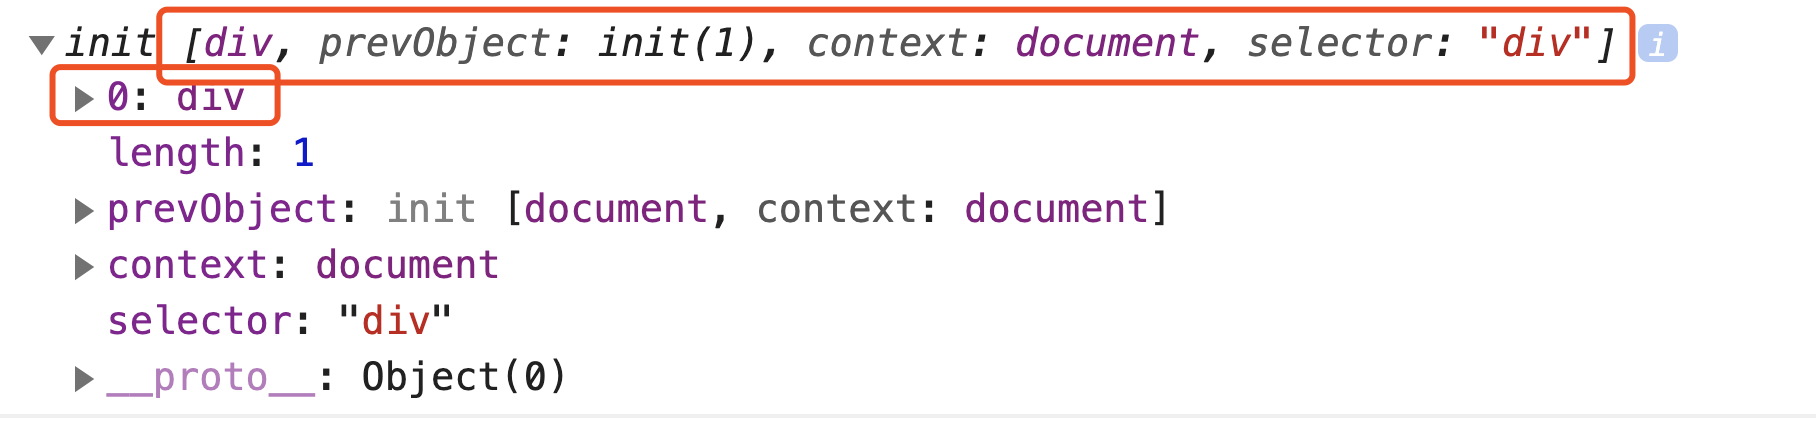 init [div, prevObject: init(1), context: document, selector: "div"] i
0: div
length: 1
prevObject: init [document, context: document]
context: document
selector: "div"
__proto__: Object(0)